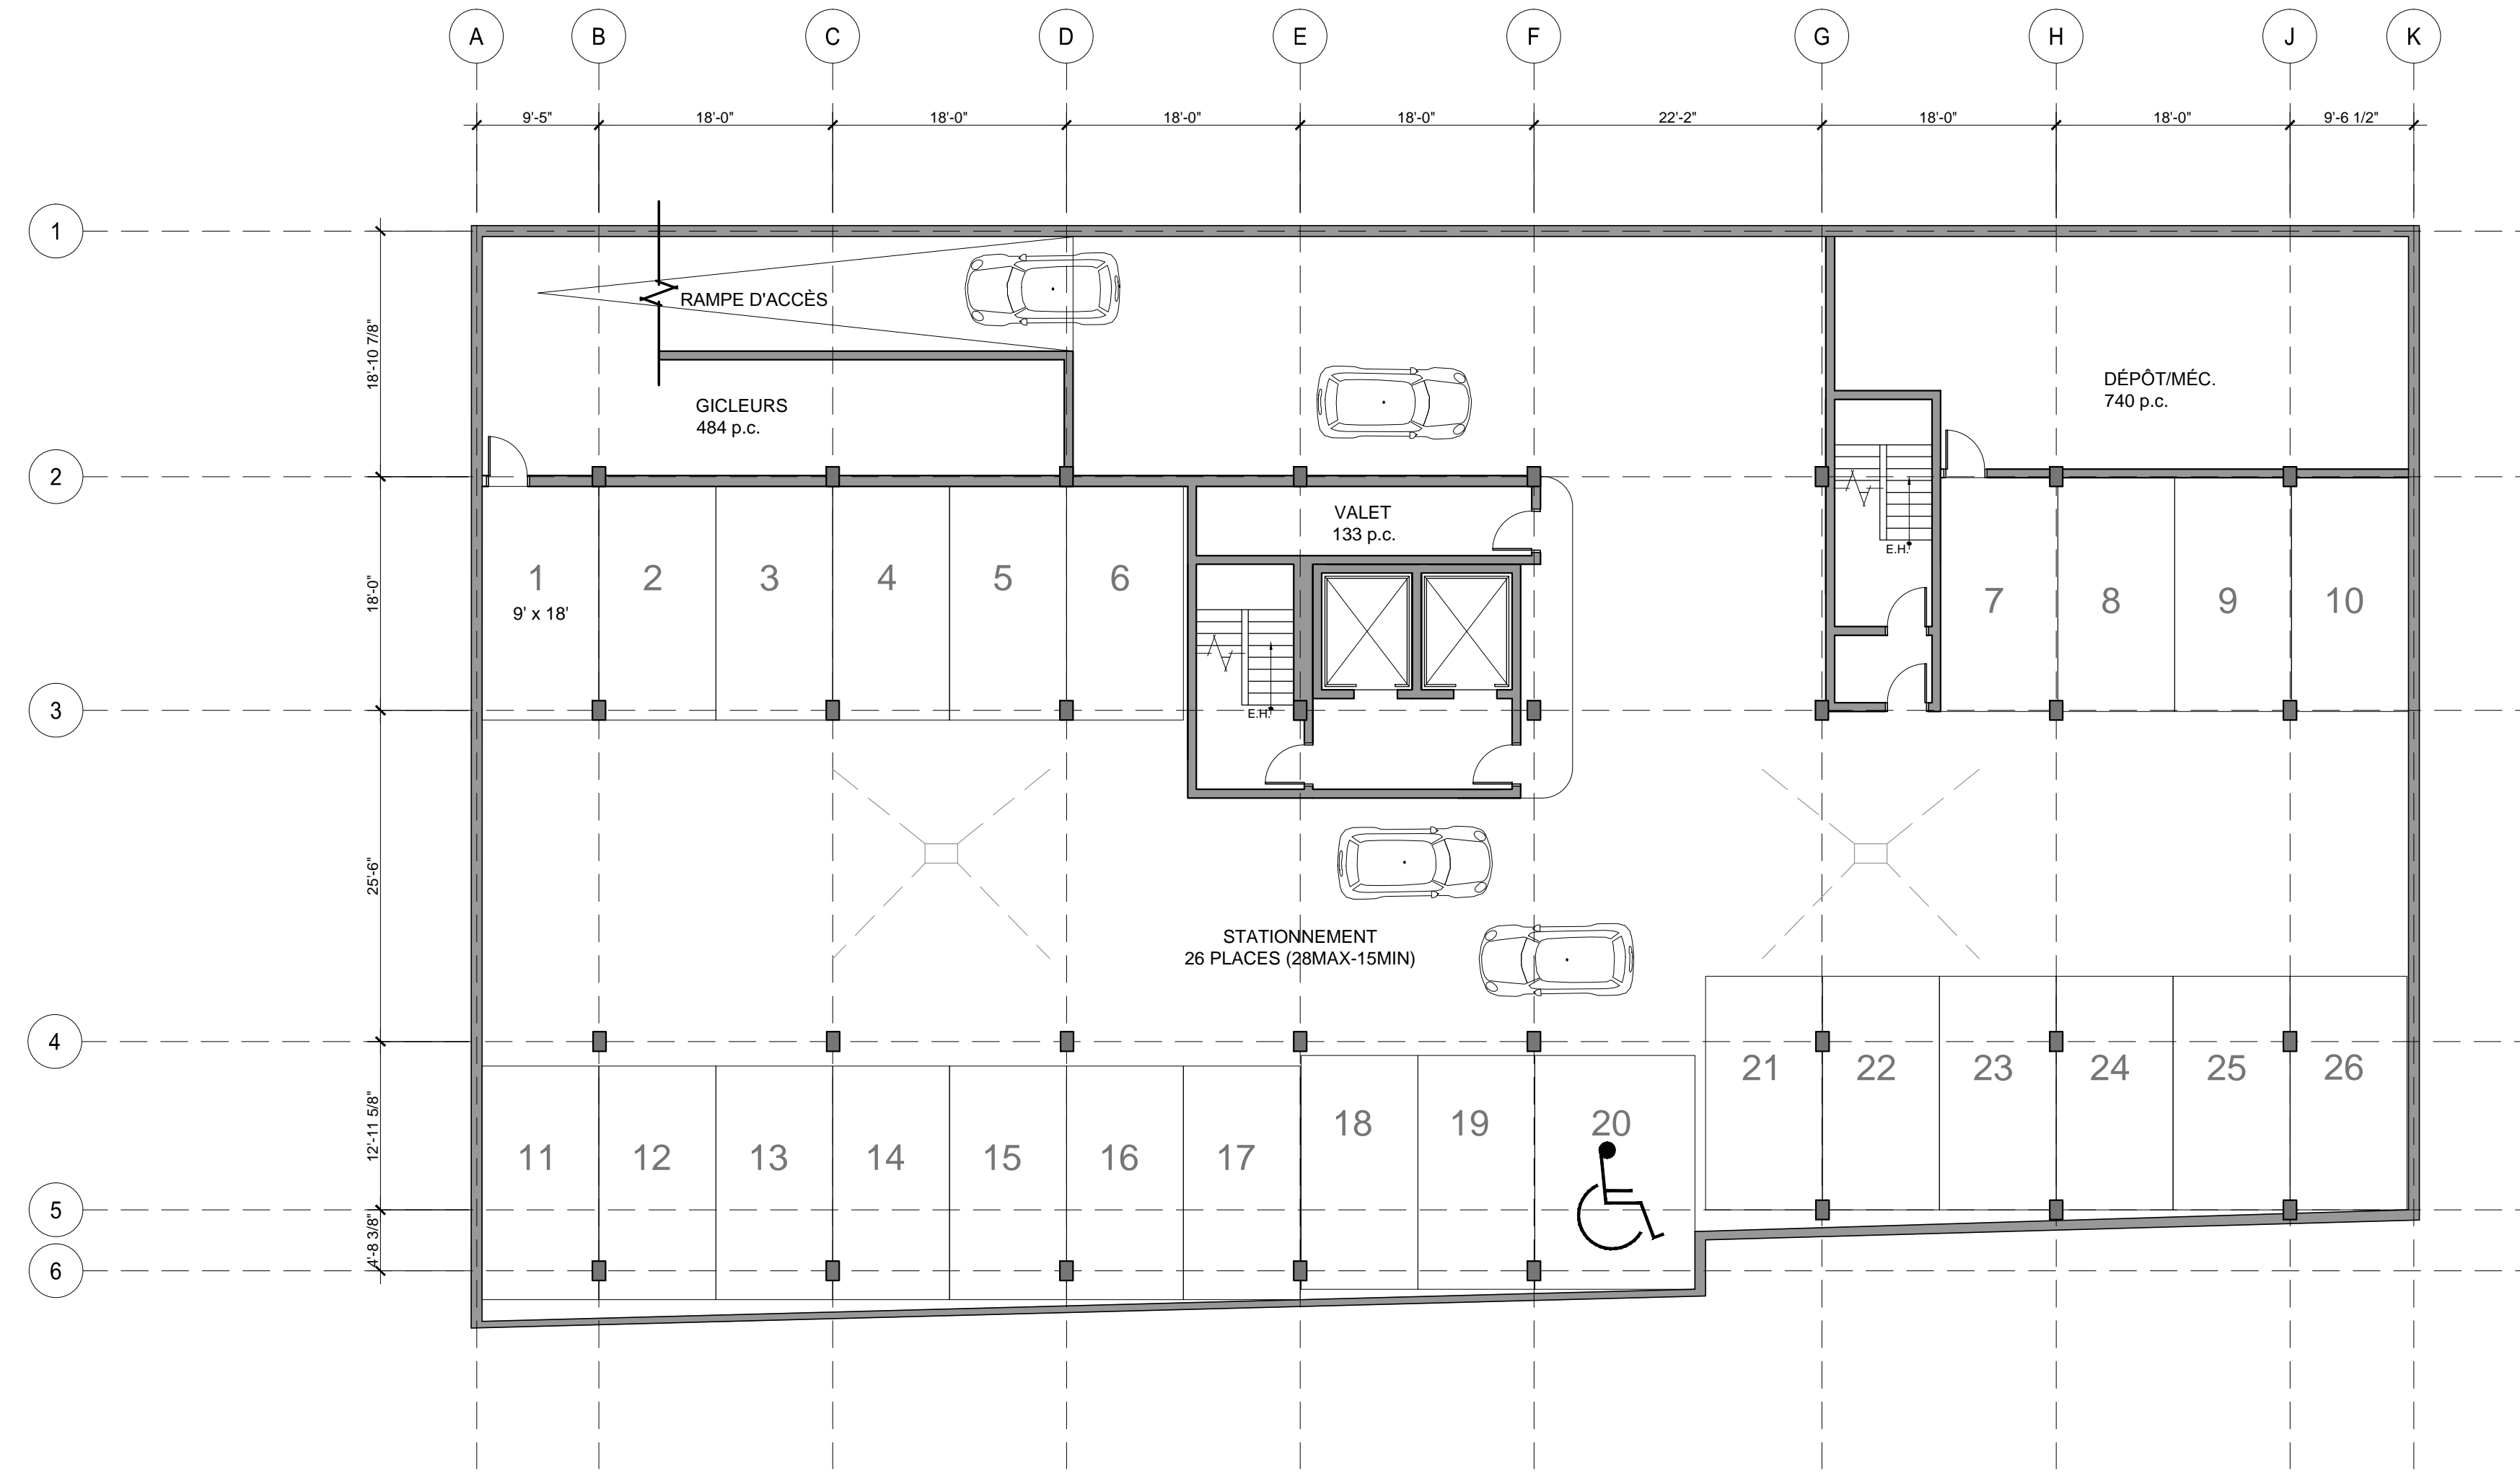 A B C D E F G H J K
9'-5" 18'-0" 18'-0" 18'-0" 18'-0" 22'-2" 18'-0" 18'-0" 9'-6 1/2"
1
RAMPE D'ACCÈS
18'-10 7/8"
DÉPÔT/MÉC.
740 p.c.
GICLEURS
484 p.c.
2
VALET
133 p.c.
E.H.
18'-0"
1 2 3 4 5 6
9' x 18'
7 8 9 10
3
E.H.
25'-6"
STATIONNEMENT
26 PLACES (28MAX-15MIN)
4
21 22 23 24 25 26
18 19 20
12'-11 5/8"
11 12 13 14 15 16 17
5
4'-8 3/8"
6